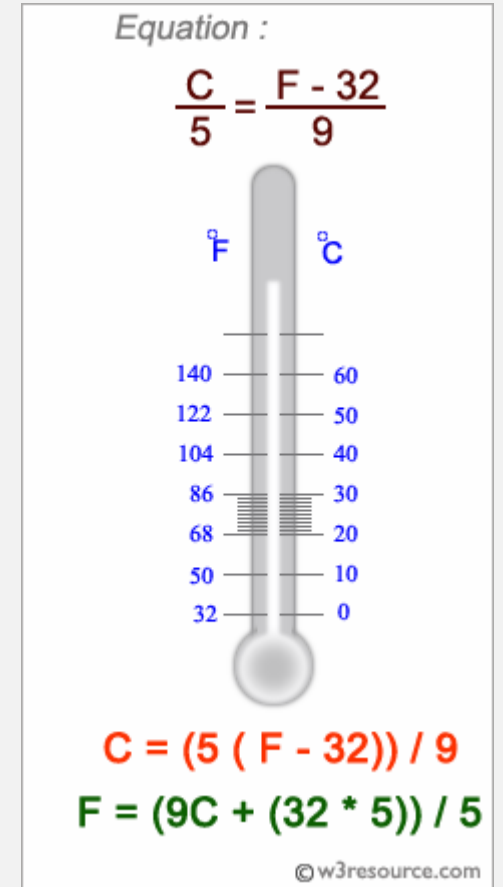 Equation :
C / 5 = F - 32 / 9
°F °C
140 60
122 50
104 40
86 30
68 20
50 10
32 0
C = (5 ( F - 32)) / 9
F = (9C + (32 * 5)) / 5
© w3resource.com